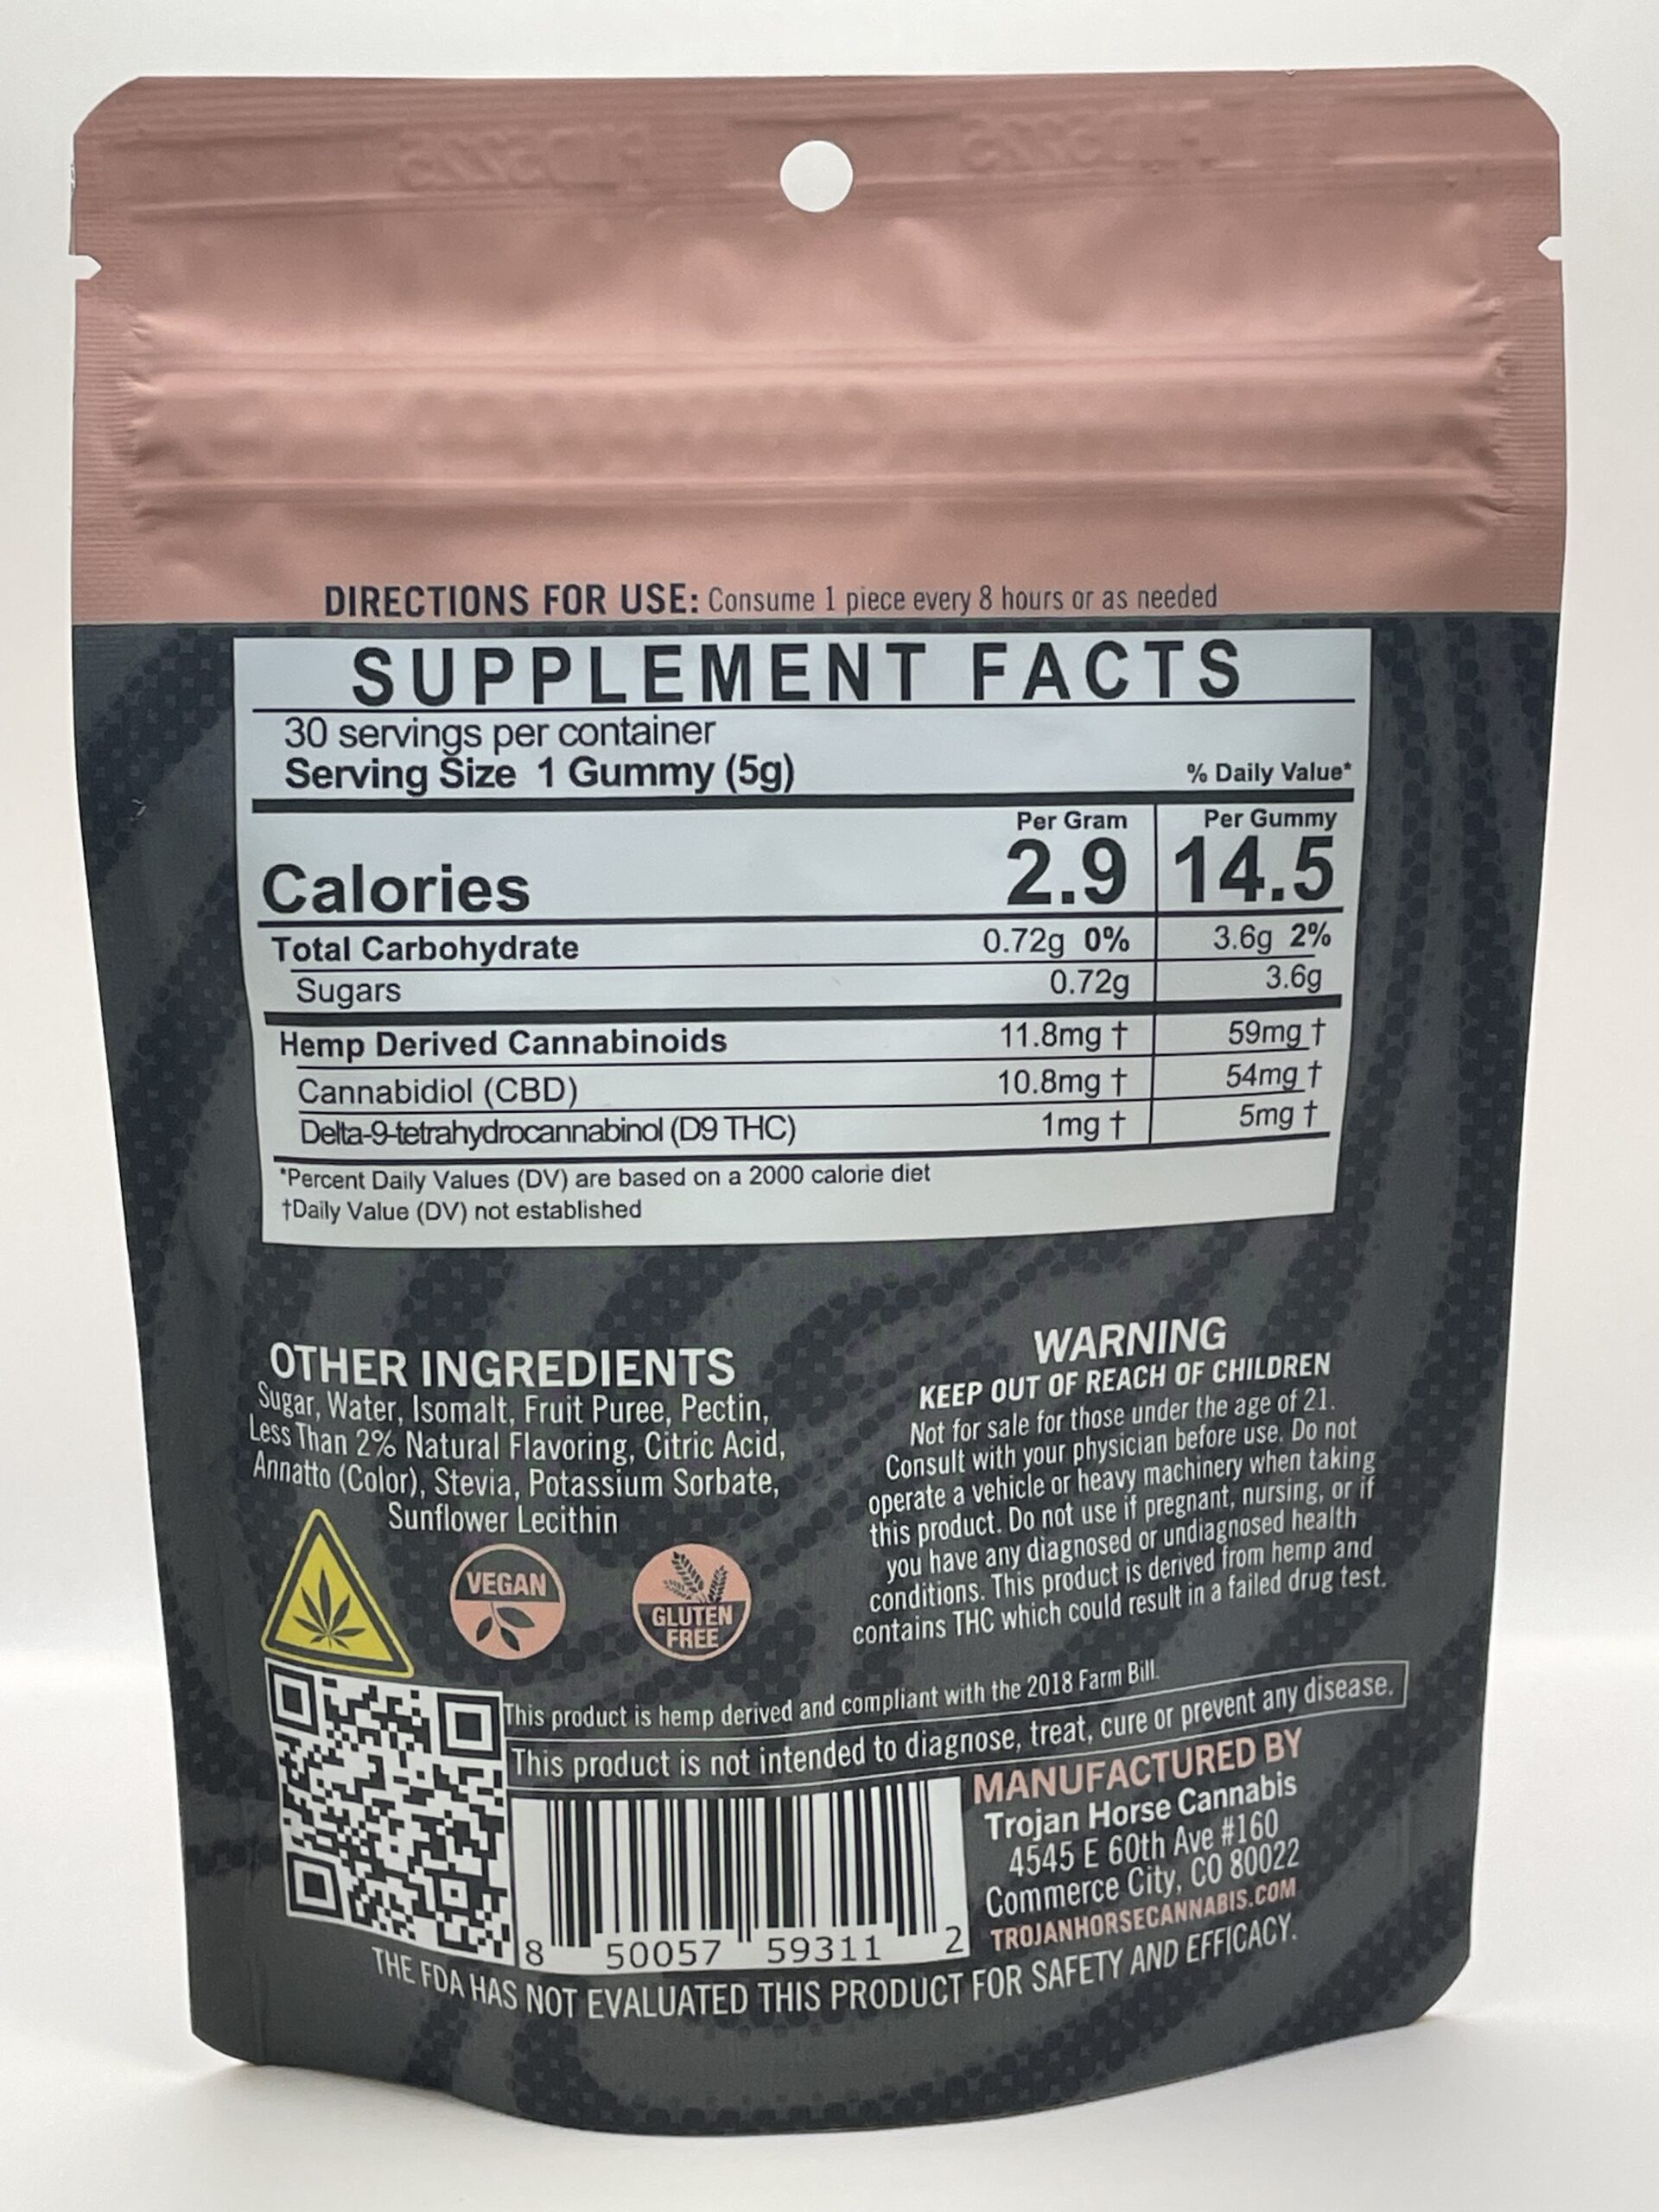 DIRECTIONS FOR USE: Consume 1 piece every 8 hours or as needed
SUPPLEMENT FACTS
30 servings per container
Serving Size 1 Gummy (5g)
% Daily Value*
Per Gram Per Gummy
Calories 2.9 14.5
Total Carbohydrate 0.72g 0% 3.6g 2%
Sugars 0.72g 3.6g
Hemp Derived Cannabinoids 11.8mg † 59mg †
Cannabidiol (CBD) 10.8mg † 54mg †
Delta-9-tetrahydrocannabinol (D9 THC) 1mg † 5mg †
*Percent Daily Values (DV) are based on a 2000 calorie diet
†Daily Value (DV) not established
OTHER INGREDIENTS
Sugar, Water, Isomalt, Fruit Puree, Pectin,
Less Than 2% Natural Flavoring, Citric Acid,
Annatto (Color), Stevia, Potassium Sorbate,
Sunflower Lecithin
VEGAN
GLUTEN
FREE
WARNING
KEEP OUT OF REACH OF CHILDREN
Not for sale for those under the age of 21.
Consult with your physician before use. Do not
operate a vehicle or heavy machinery when taking
this product. Do not use if pregnant, nursing, or if
you have any diagnosed or undiagnosed health
conditions. This product is derived from hemp and
contains THC which could result in a failed drug test.
This product is hemp derived and compliant with the 2018 Farm Bill.
This product is not intended to diagnose, treat, cure or prevent any disease.
8 50057 59311 2
MANUFACTURED BY
Trojan Horse Cannabis
4545 E 60th Ave #160
Commerce City, CO 80022
TROJANHORSECANNABIS.COM
THE FDA HAS NOT EVALUATED THIS PRODUCT FOR SAFETY AND EFFICACY.